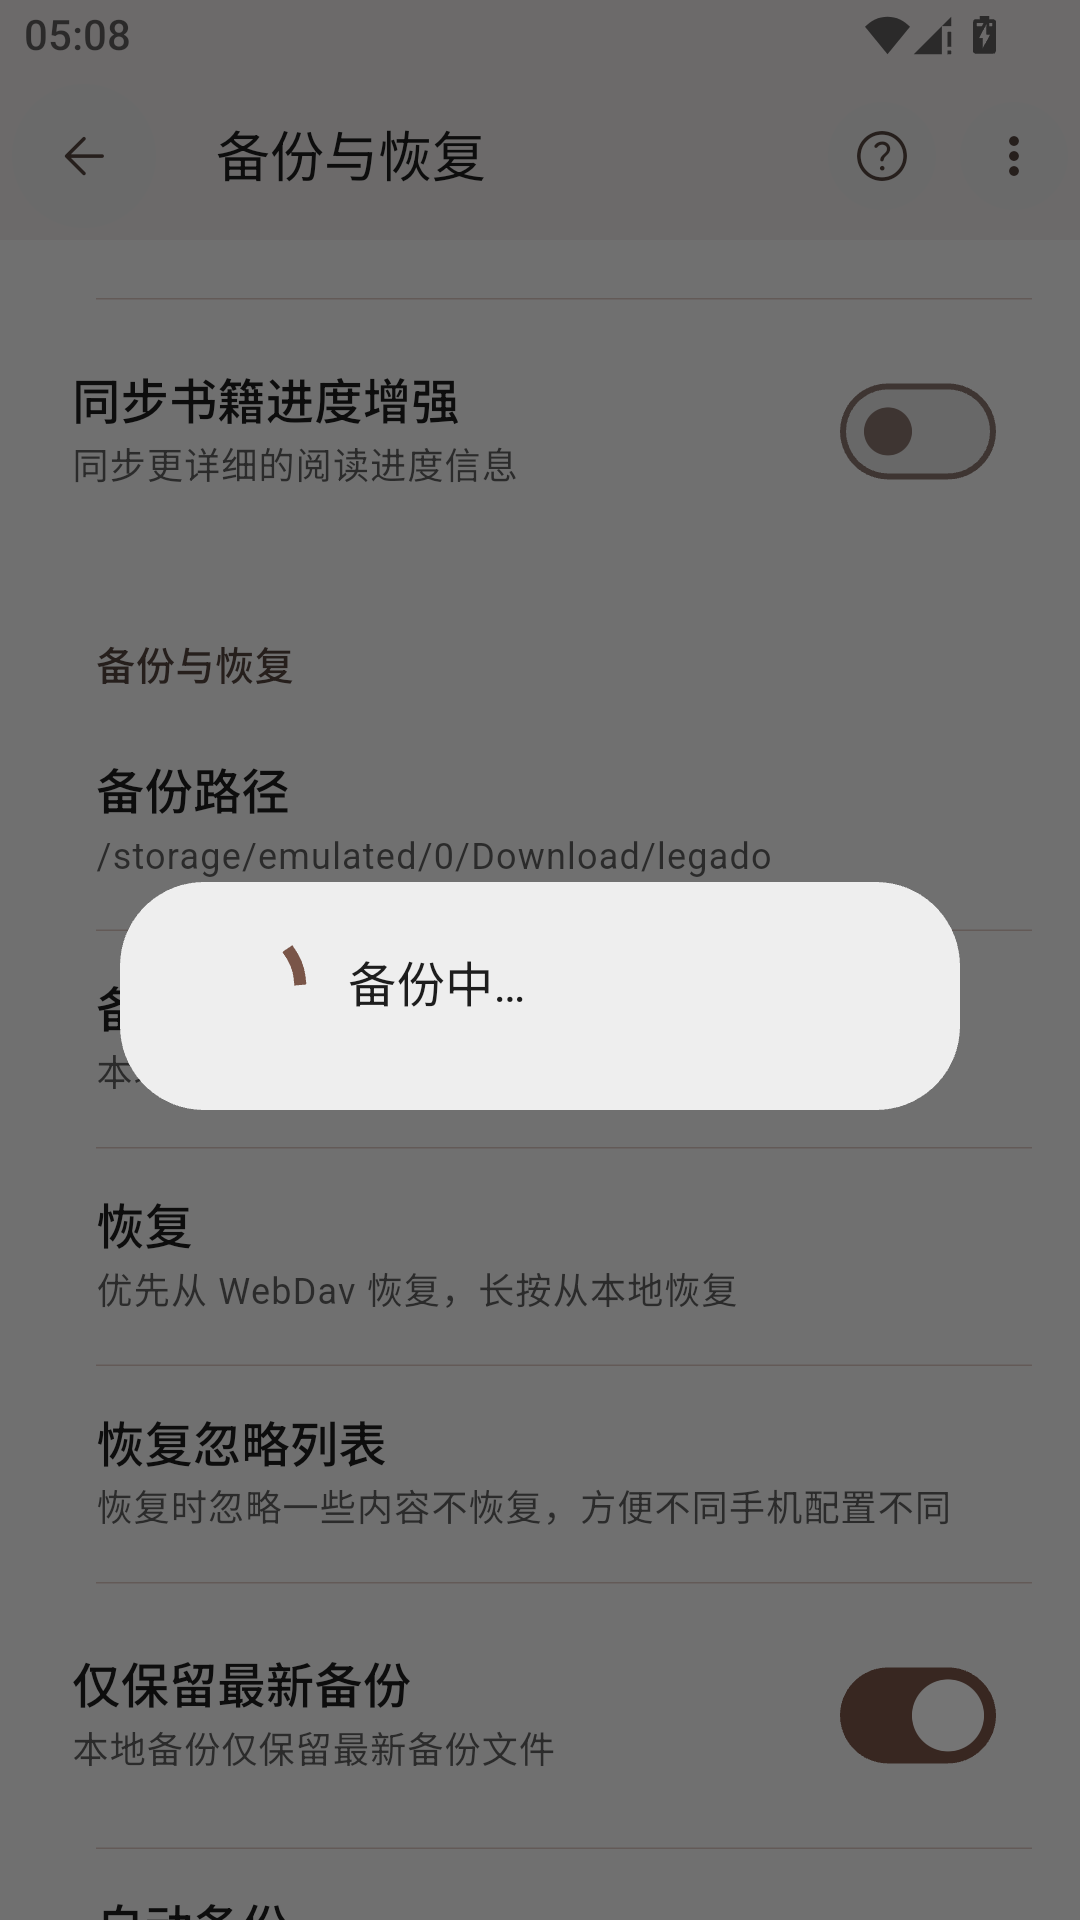 05:08
备份与恢复
同步书籍进度增强
同步更详细的阅读进度信息
备份与恢复
备份路径
/storage/emulated/0/Download/legado
备份中...
恢复
优先从 WebDav 恢复，长按从本地恢复
恢复忽略列表
恢复时忽略一些内容不恢复，方便不同手机配置不同
仅保留最新备份
本地备份仅保留最新备份文件
自动备份